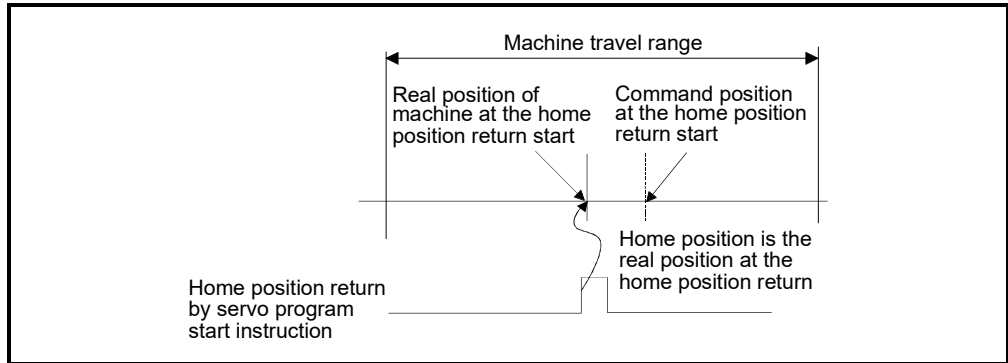 Machine travel range
Real position of
machine at the home
position return start
Command position
at the home position
return start
Home position is the
real position at the
home position return
Home position return
by servo program
start instruction